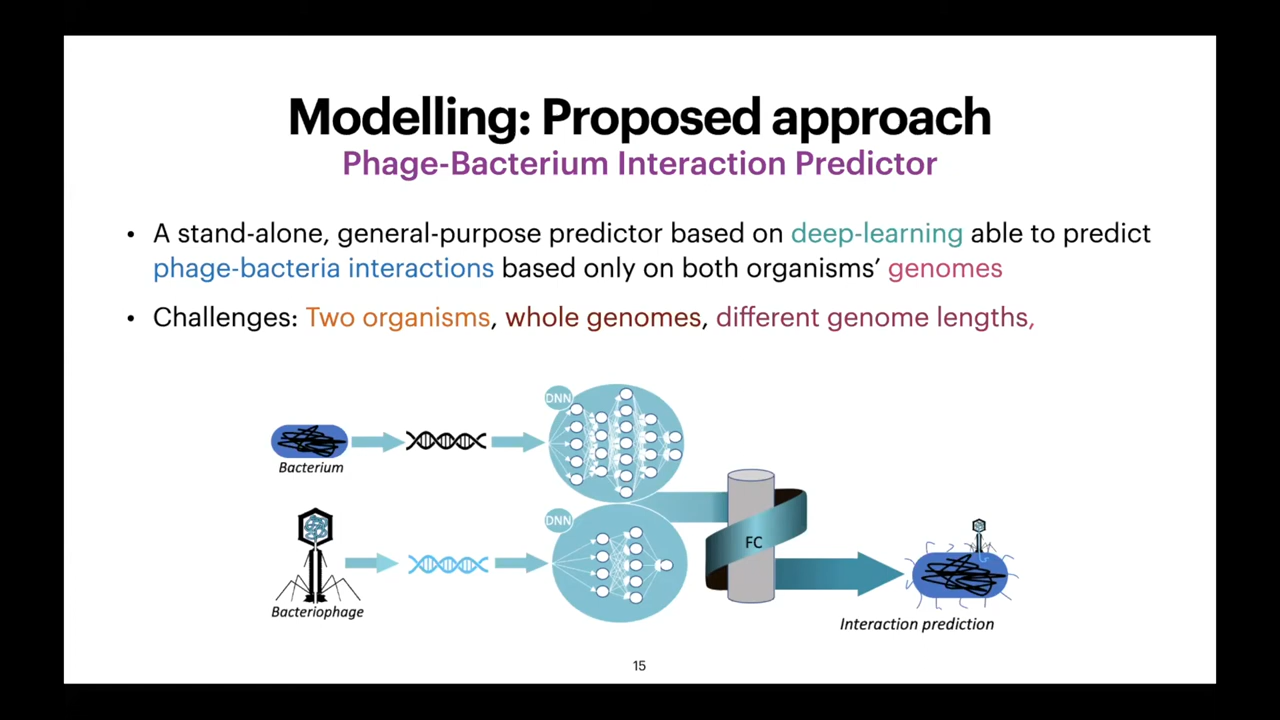 Modelling: Proposed approach
Phage-Bacterium Interaction Predictor
• A stand-alone, general-purpose predictor based on deep-learning able to predict
phage-bacteria interactions based only on both organisms’ genomes
• Challenges: Two organisms, whole genomes, different genome lengths,
DNN
Bacterium
DNN
FC
Bacteriophage
Interaction prediction
15